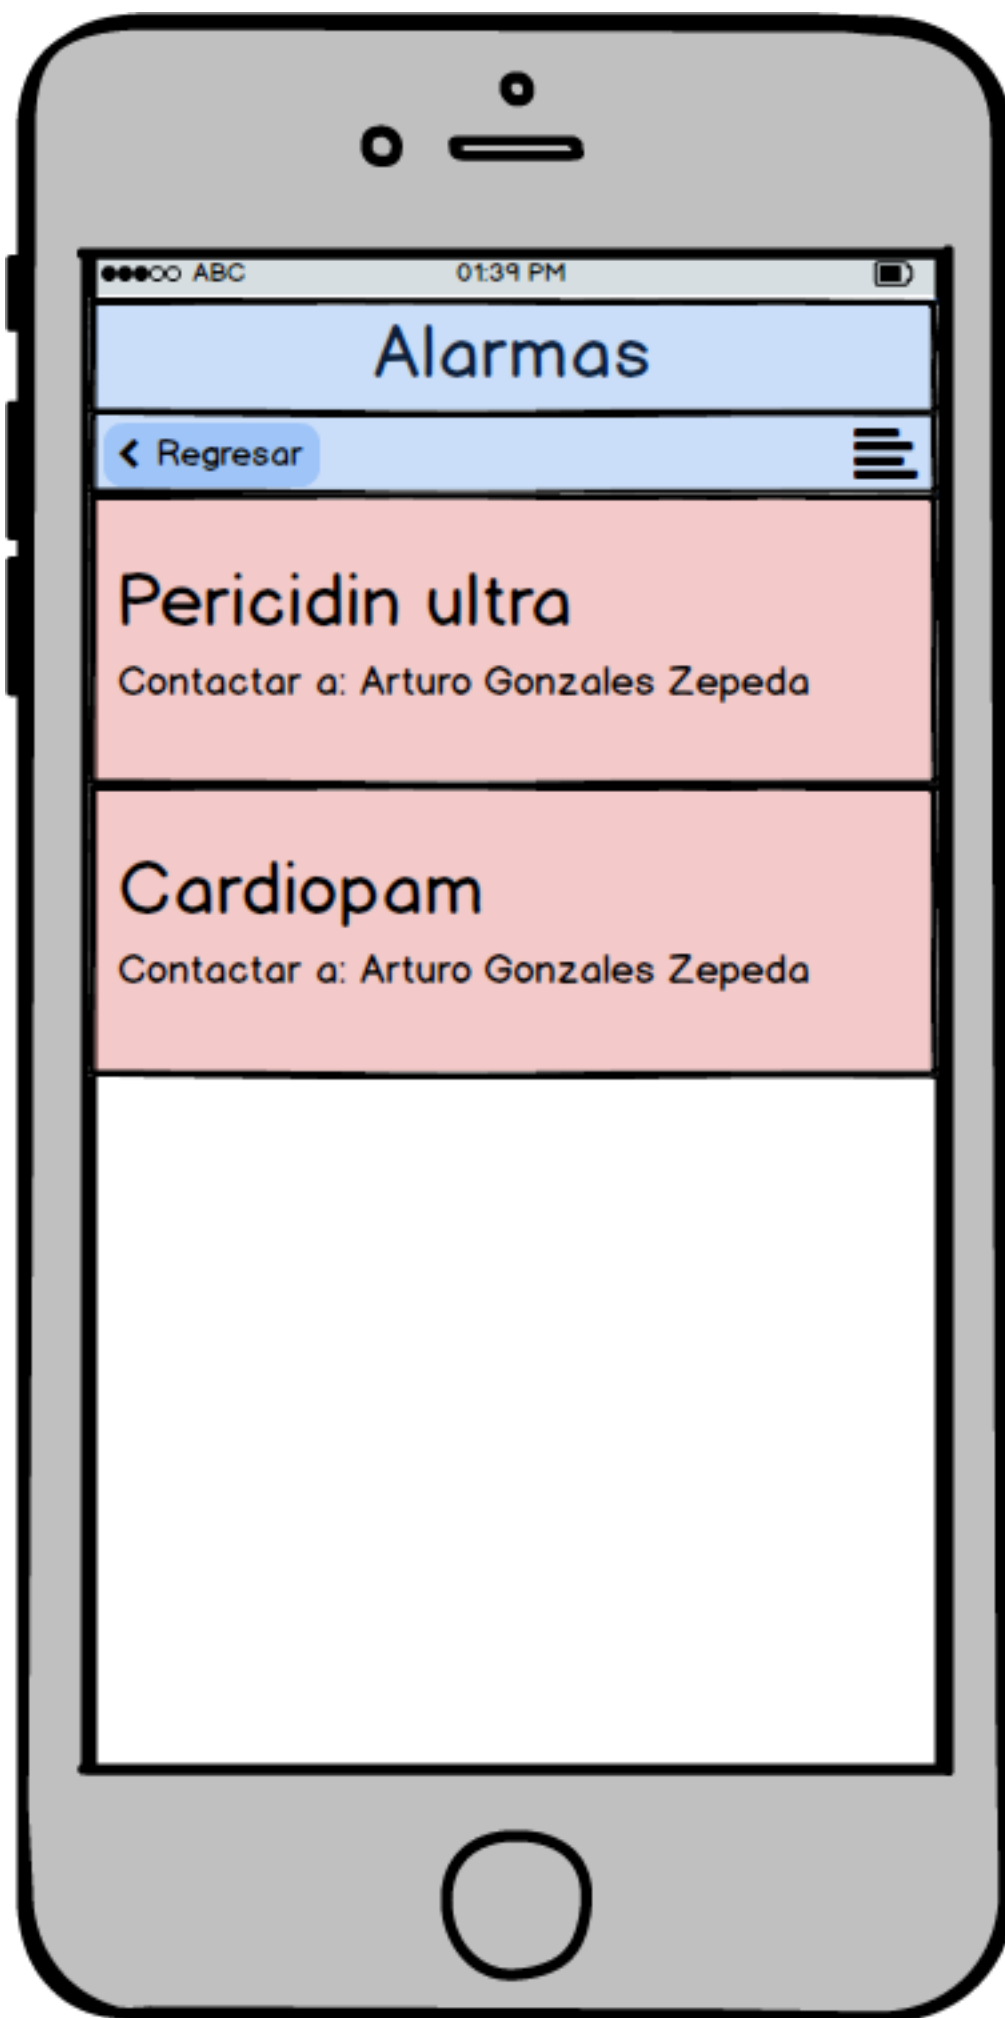 ABC 01:39 PM
Alarmas
Regresar
Pericidin ultra
Contactar a: Arturo Gonzales Zepeda
Cardiopam
Contactar a: Arturo Gonzales Zepeda